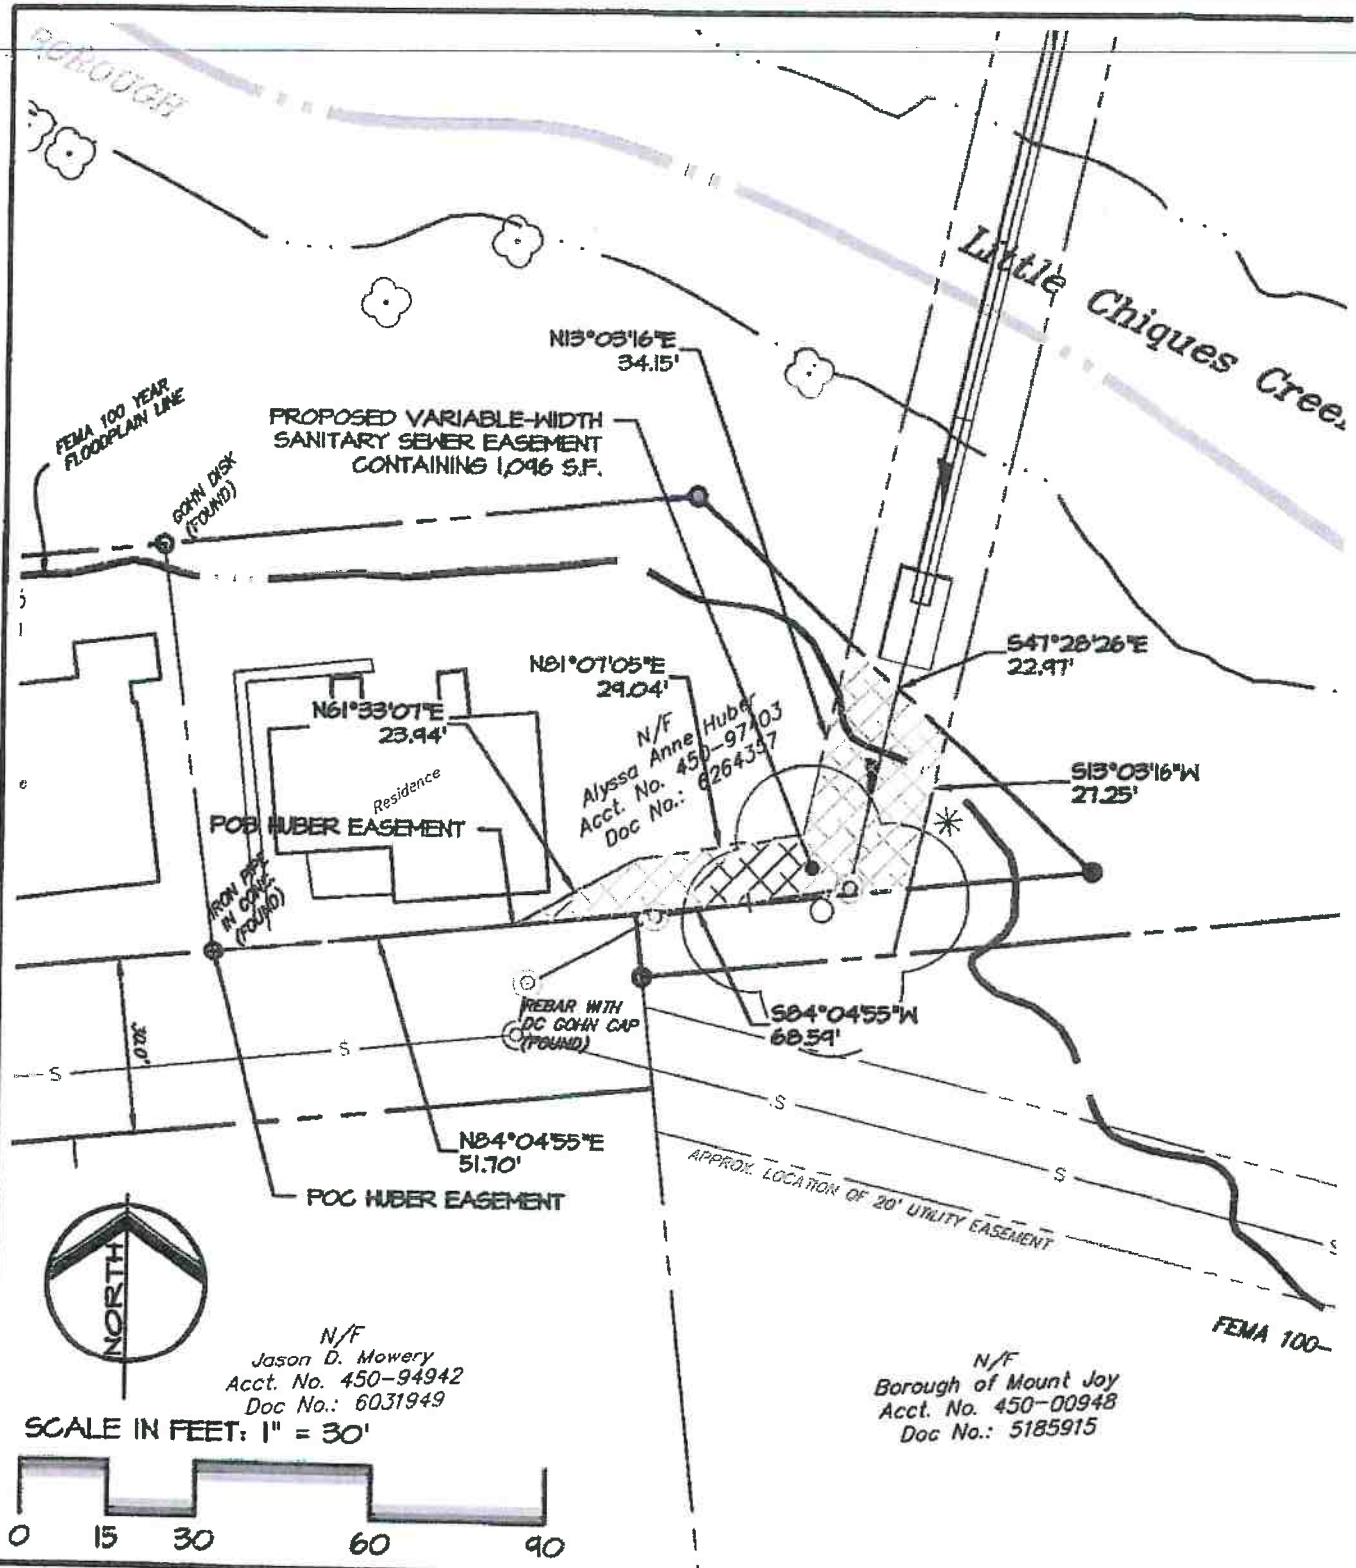 BOROUGH
Little Chiques
N13°03'16"E
34.15'
FEMA 100 YEAR
FLOODPLAIN LINE
PROPOSED VARIABLE-WIDTH
SANITARY SEWER EASEMENT
CONTAINING 1,096 S.F.
GOHN DISK
(FOUND)
N81°07'05"E
29.04'
S47°28'26"E
22.97'
N61°33'07"E
23.94'
N/F
Alyssa Anne Huber
Acct. No. 450-97103
Doc No.: 6264357
Residence
S13°03'16"W
27.25'
POB HUBER EASEMENT
IRON PIPE
IN CONC.
(FOUND)
REBAR WITH
DC GOHN CAP
(FOUND)
S84°04'55"W
68.59'
30.0'
S
S
S
S
S
N84°04'55"E
51.70'
POC HUBER EASEMENT
APPROX. LOCATION OF 20' UTILITY EASEMENT
NORTH
FEMA 100-
N/F
Jason D. Mowery
Acct. No. 450-94942
Doc No.: 6031949
N/F
Borough of Mount Joy
Acct. No. 450-00948
Doc No.: 5185915
SCALE IN FEET: 1" = 30'
0 15 30 60 90